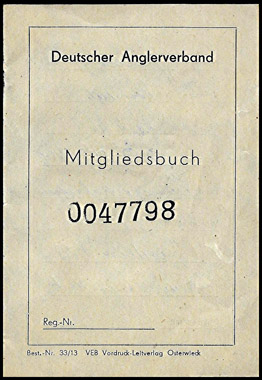 Deutscher Anglerverband
Mitgliedsbuch
0047798
Reg.-Nr.
Best.-Nr. 33/13 VEB Vordruck-Leitverlag Osterwieck